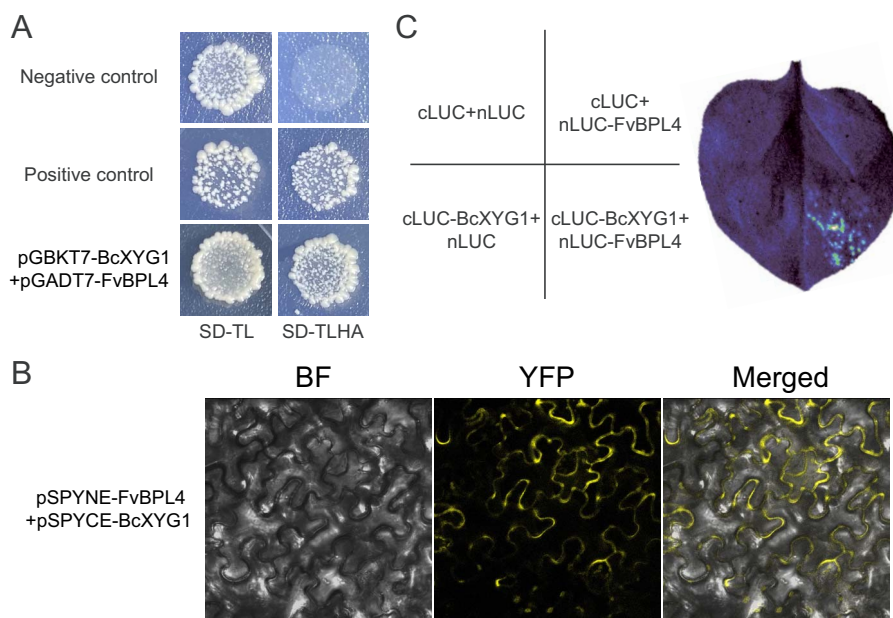 A
Negative control
Positive control
pGBKT7-BcXYG1
+pGADT7-FvBPL4
SD-TL
SD-TLHA
C
cLUC+nLUC
cLUC+
nLUC-FvBPL4
cLUC-BcXYG1+
nLUC
cLUC-BcXYG1+
nLUC-FvBPL4
B
BF
YFP
Merged
pSPYNE-FvBPL4
+pSPYCE-BcXYG1